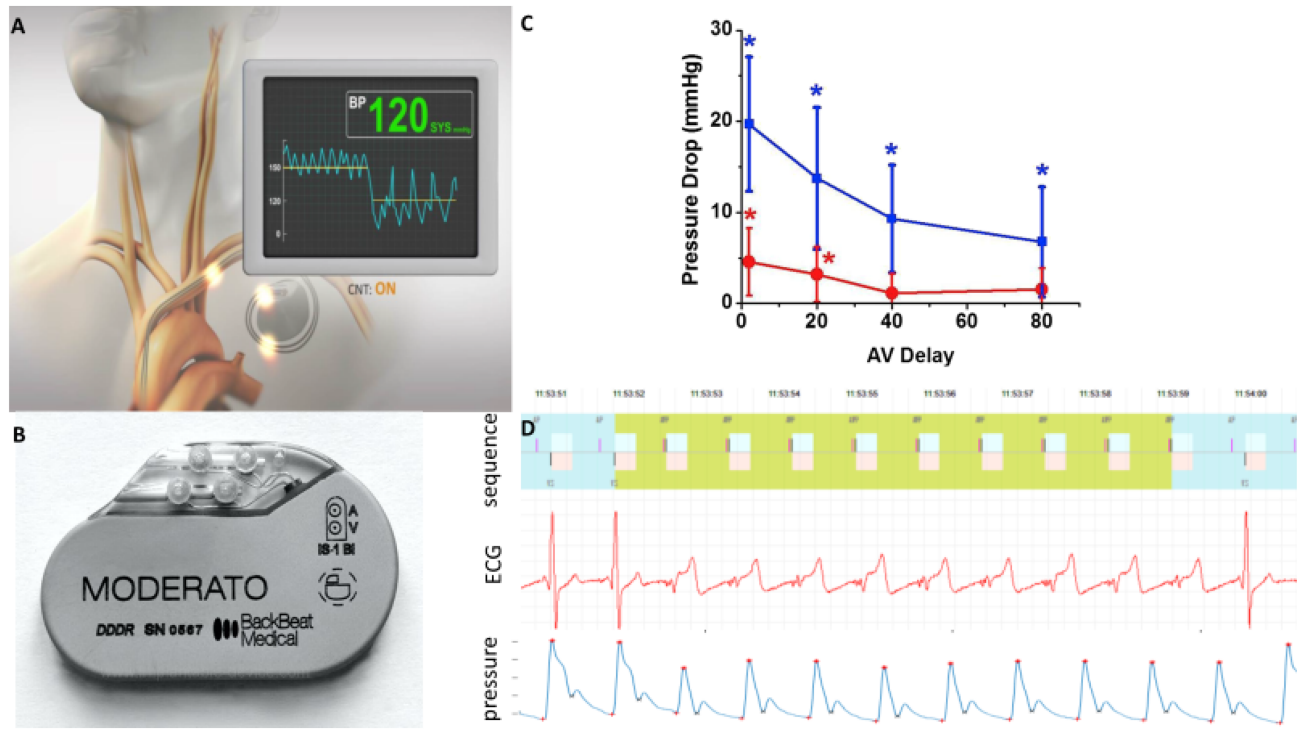 A
BP 120 SYS mmHg
150
120
0
CNT: ON
B
A
V
IS-1 BI
MODERATO
DDDR SN 0567
BackBeat
Medical
C
Pressure Drop (mmHg)
30
20
10
0
0 20 40 60 80
AV Delay
* * * *
* *
11:53:51 11:53:52 11:53:53 11:53:54 11:53:55 11:53:56 11:53:57 11:53:58 11:53:59 11:54:00
D
sequence
ECG
pressure